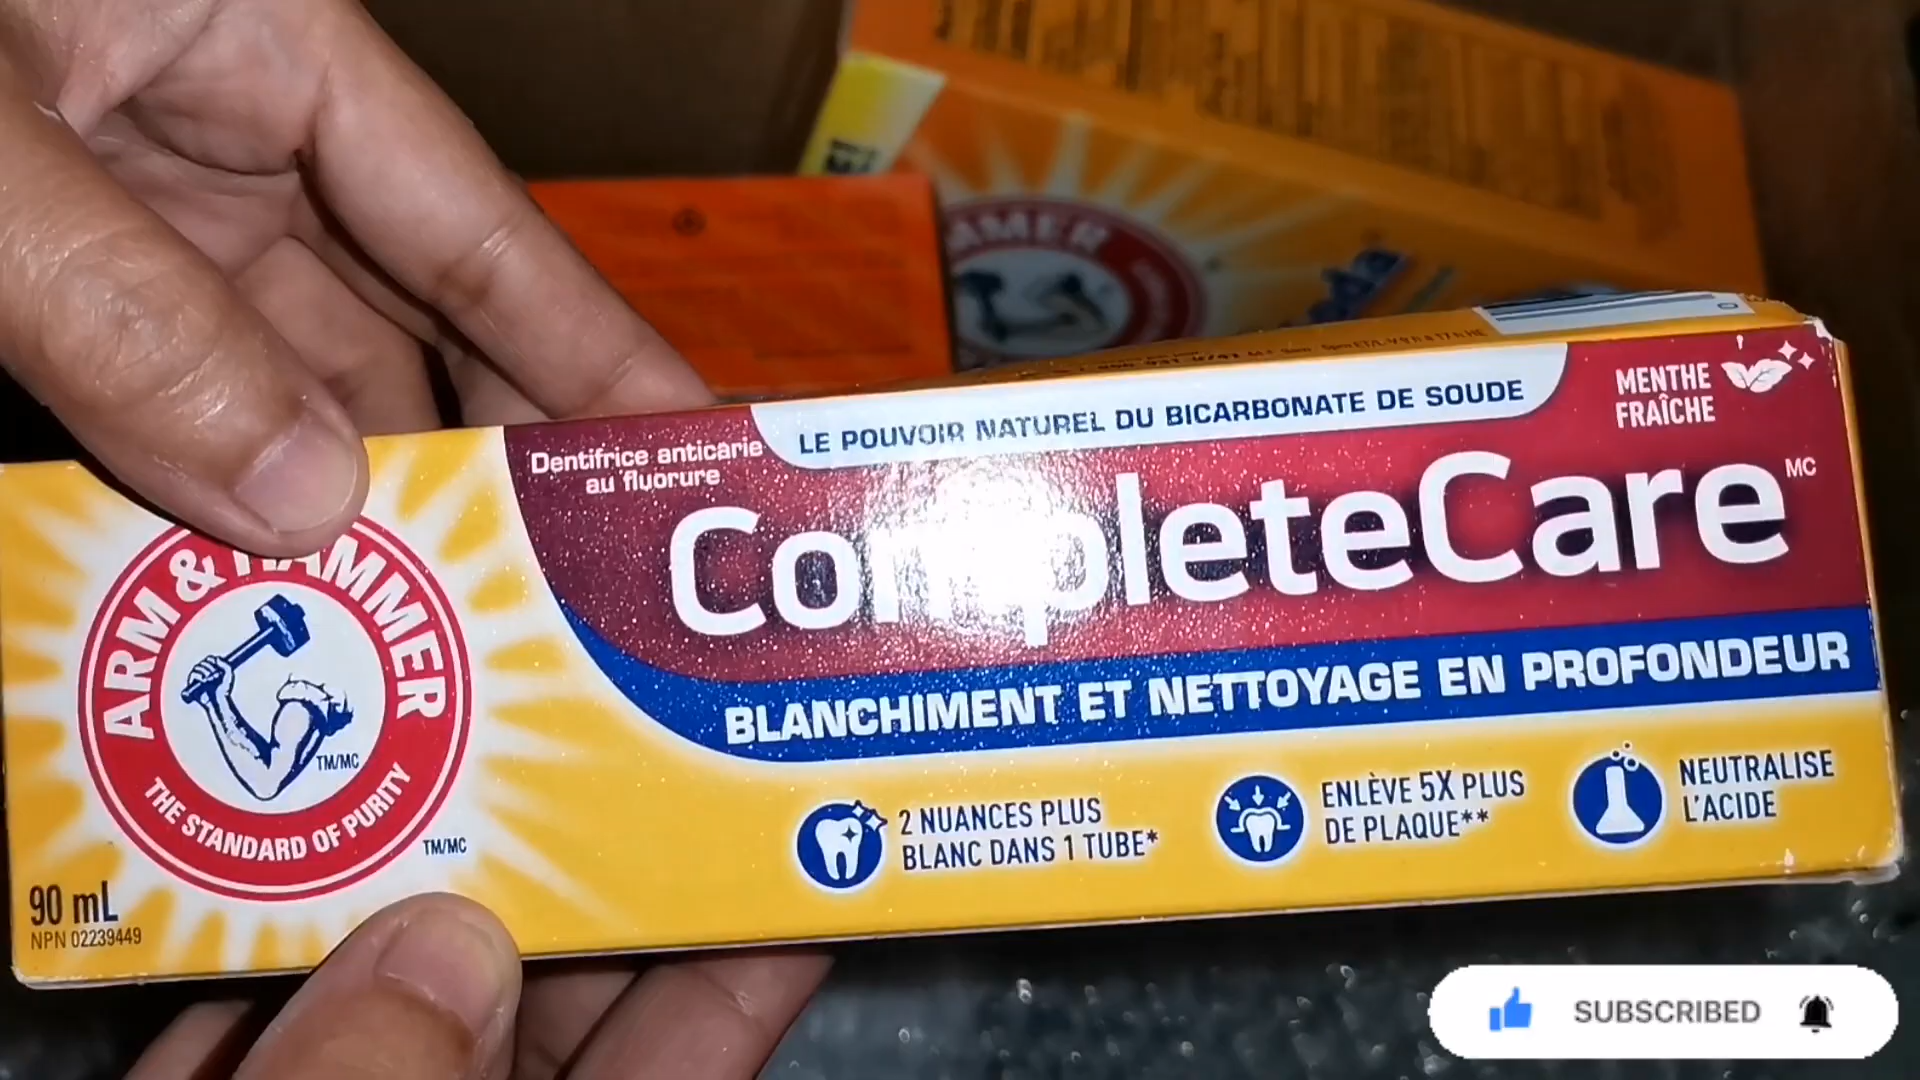 LE POUVOIR NATUREL DU BICARBONATE DE SOUDE
MENTHE
FRAÎCHE
Dentifrice anticarie
au fluorure
CompleteCare MC
BLANCHIMENT ET NETTOYAGE EN PROFONDEUR
ARM & HAMMER
TM/MC
THE STANDARD OF PURITY
TM/MC
2 NUANCES PLUS
BLANC DANS 1 TUBE*
ENLÈVE 5X PLUS
DE PLAQUE**
NEUTRALISE
L'ACIDE
90 mL
NPN 02239449
SUBSCRIBED